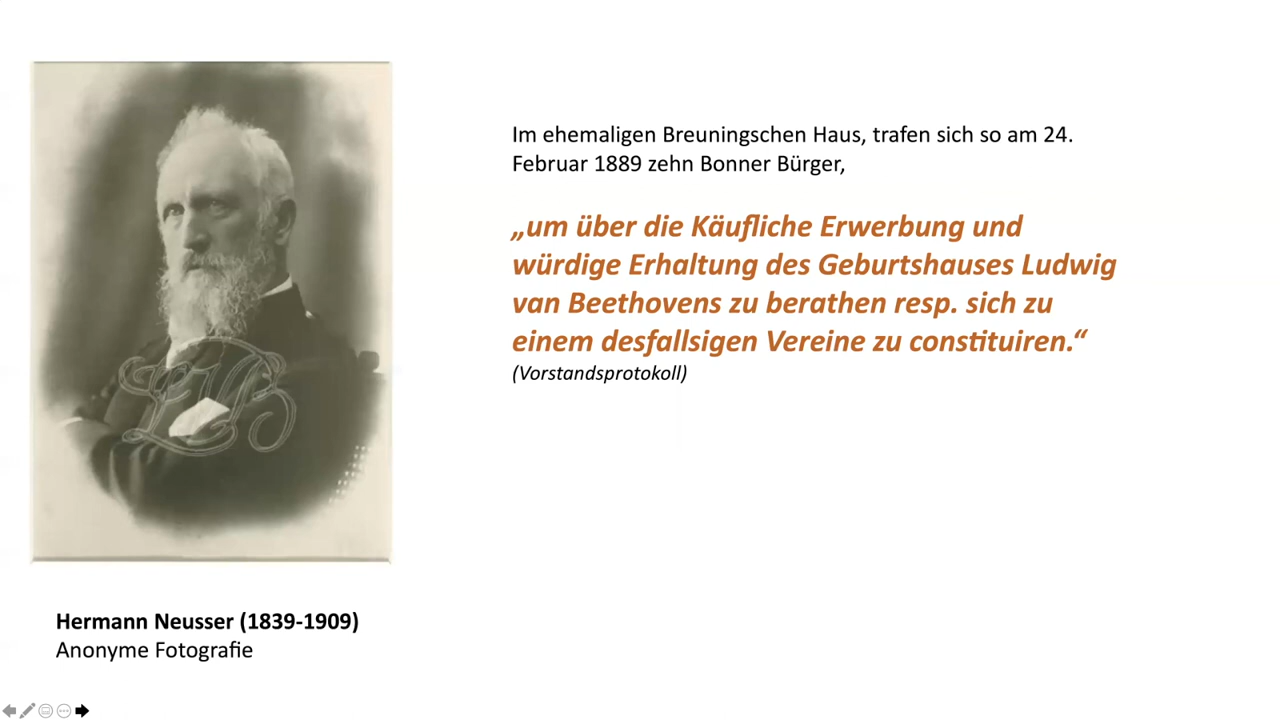 Im ehemaligen Breuningschen Haus, trafen sich so am 24.
Februar 1889 zehn Bonner Bürger,
„um über die Käufliche Erwerbung und
würdige Erhaltung des Geburtshauses Ludwig
van Beethovens zu berathen resp. sich zu
einem desfallsigen Vereine zu constituiren.“
(Vorstandsprotokoll)
Hermann Neusser (1839-1909)
Anonyme Fotografie